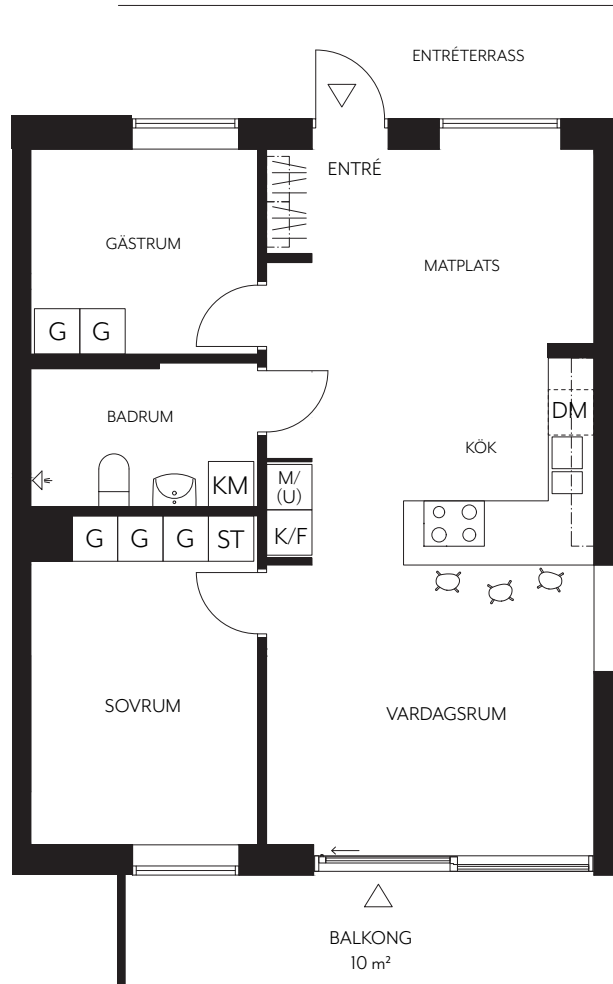 ENTRÉTERRASS
ENTRÉ
GÄSTRUM
MATPLATS
G G
DM
BADRUM
KÖK
KM
M/
(U)
G G G ST
K/F
SOVRUM
VARDAGSRUM
BALKONG
10 m²